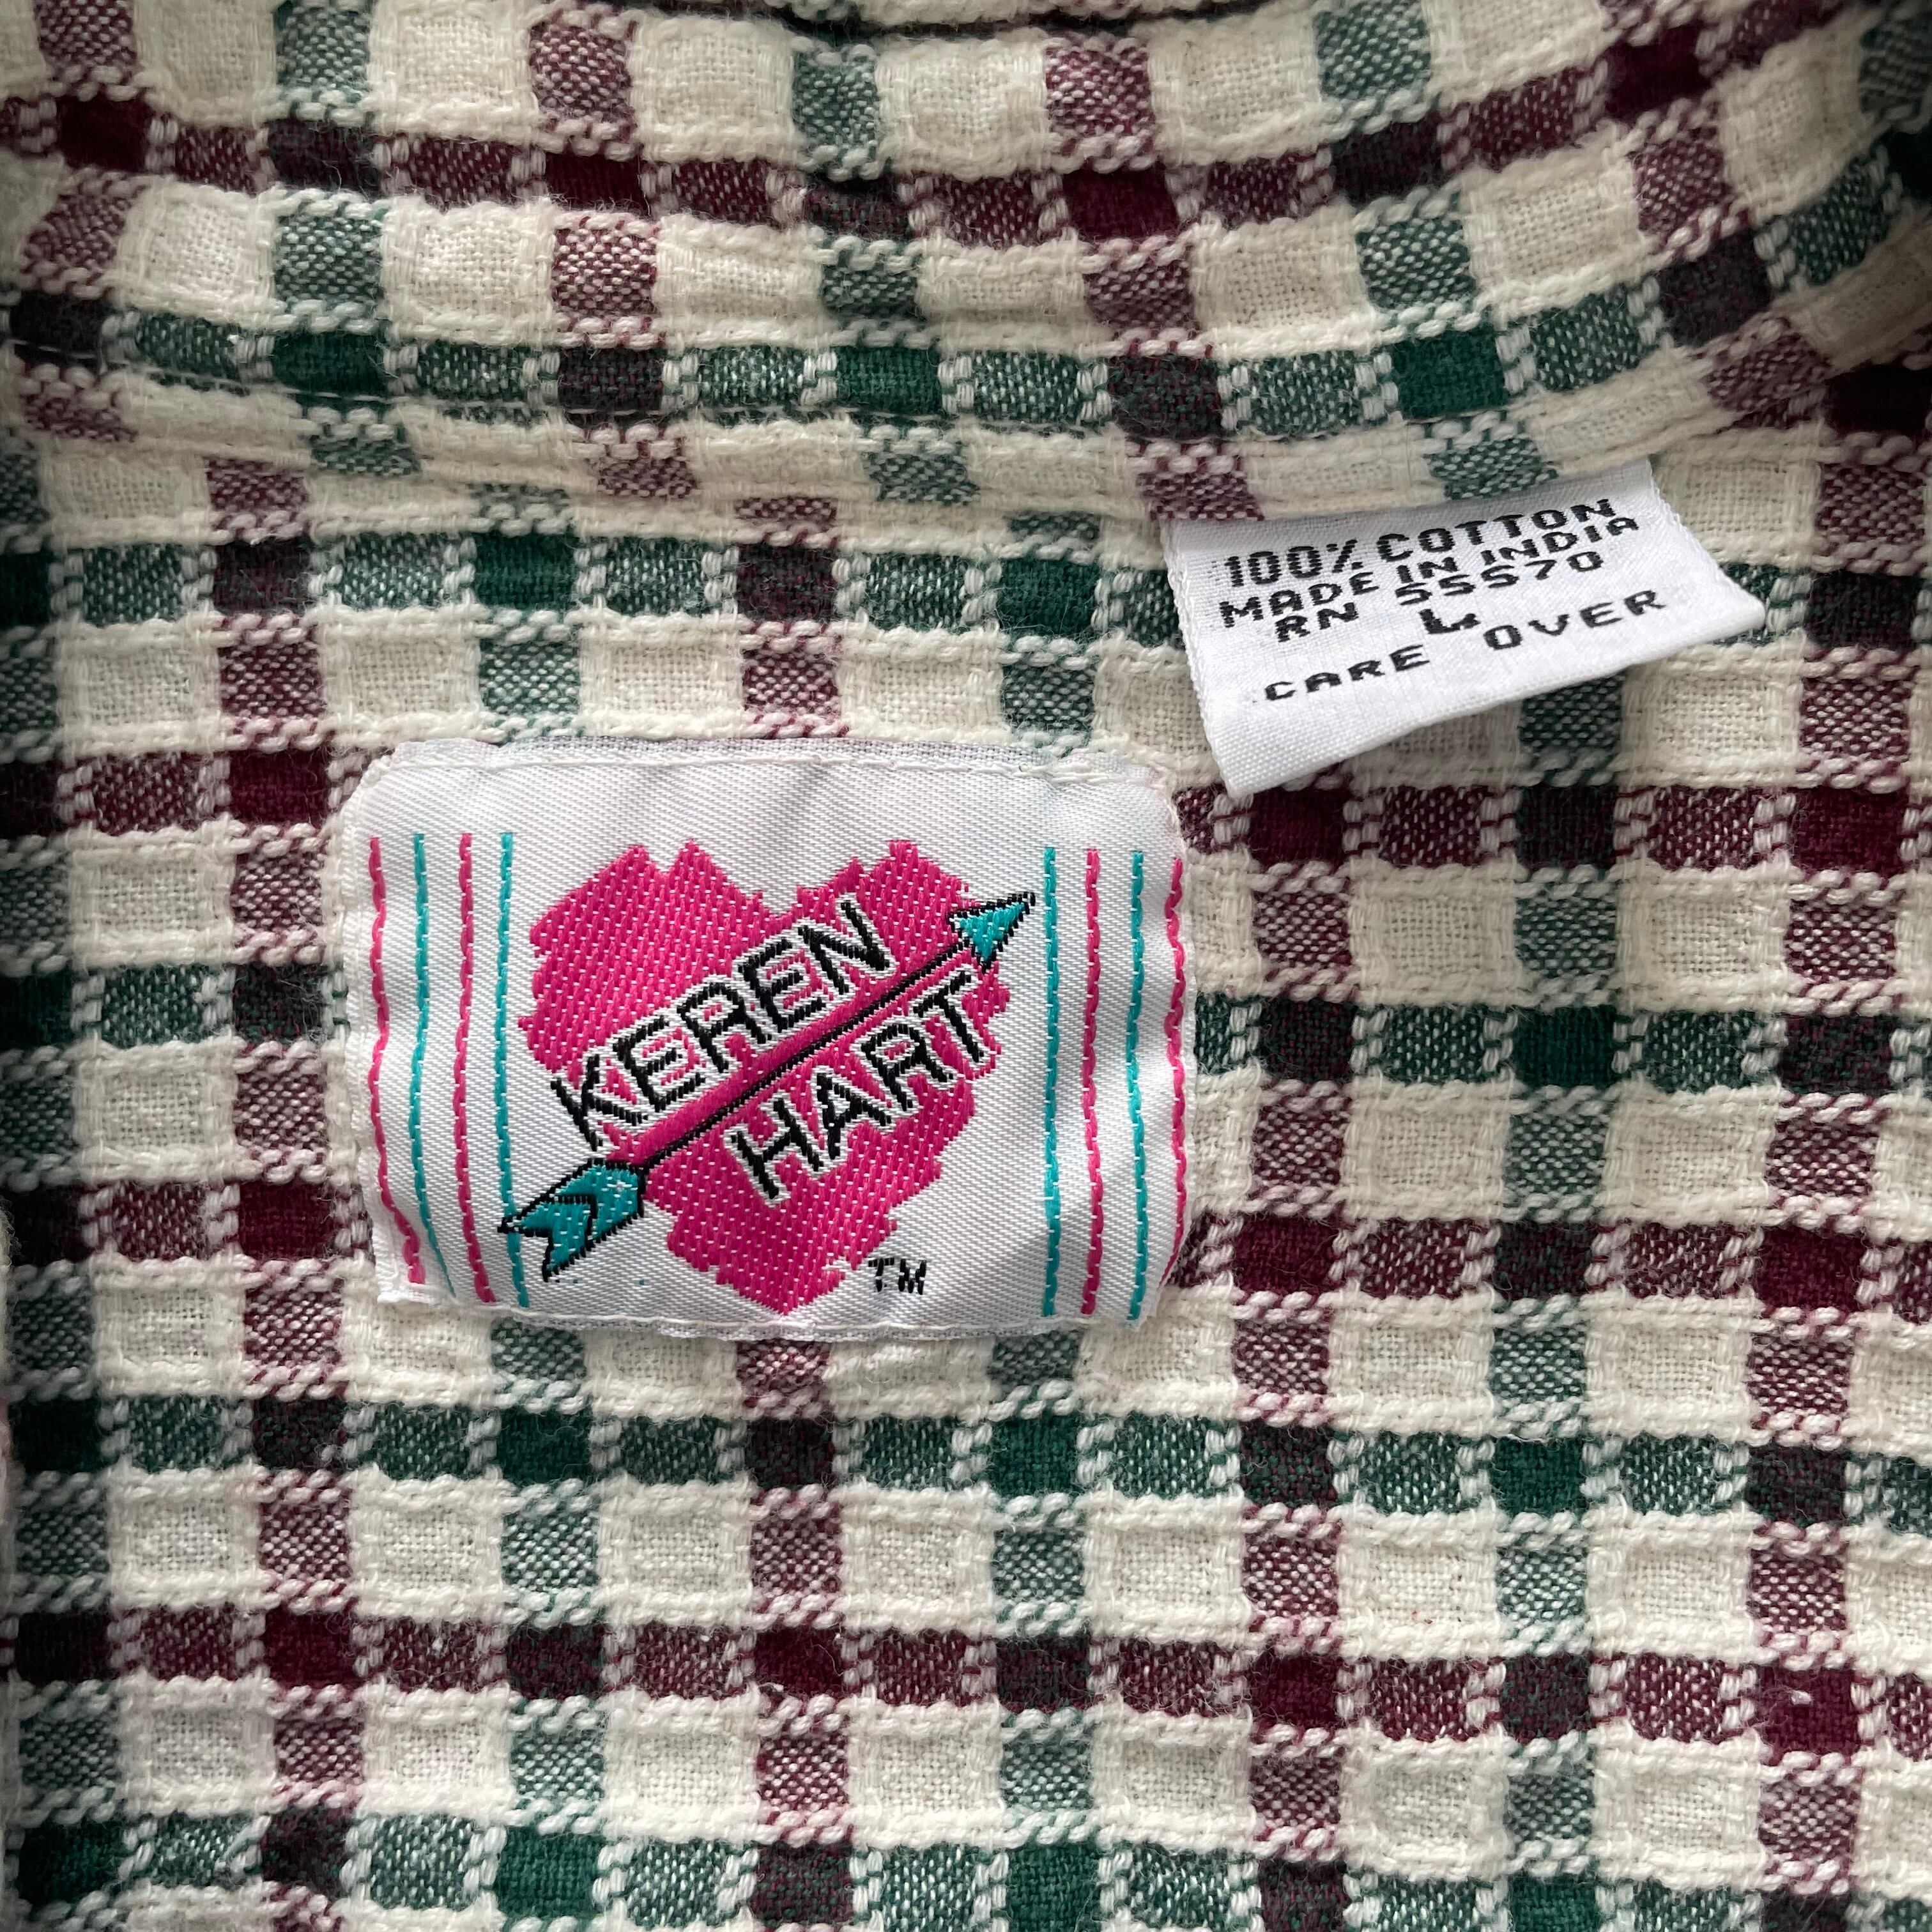 100% COTTON
MADE IN INDIA
RN 55570
L
CARE OVER
KEREN
HART
TM